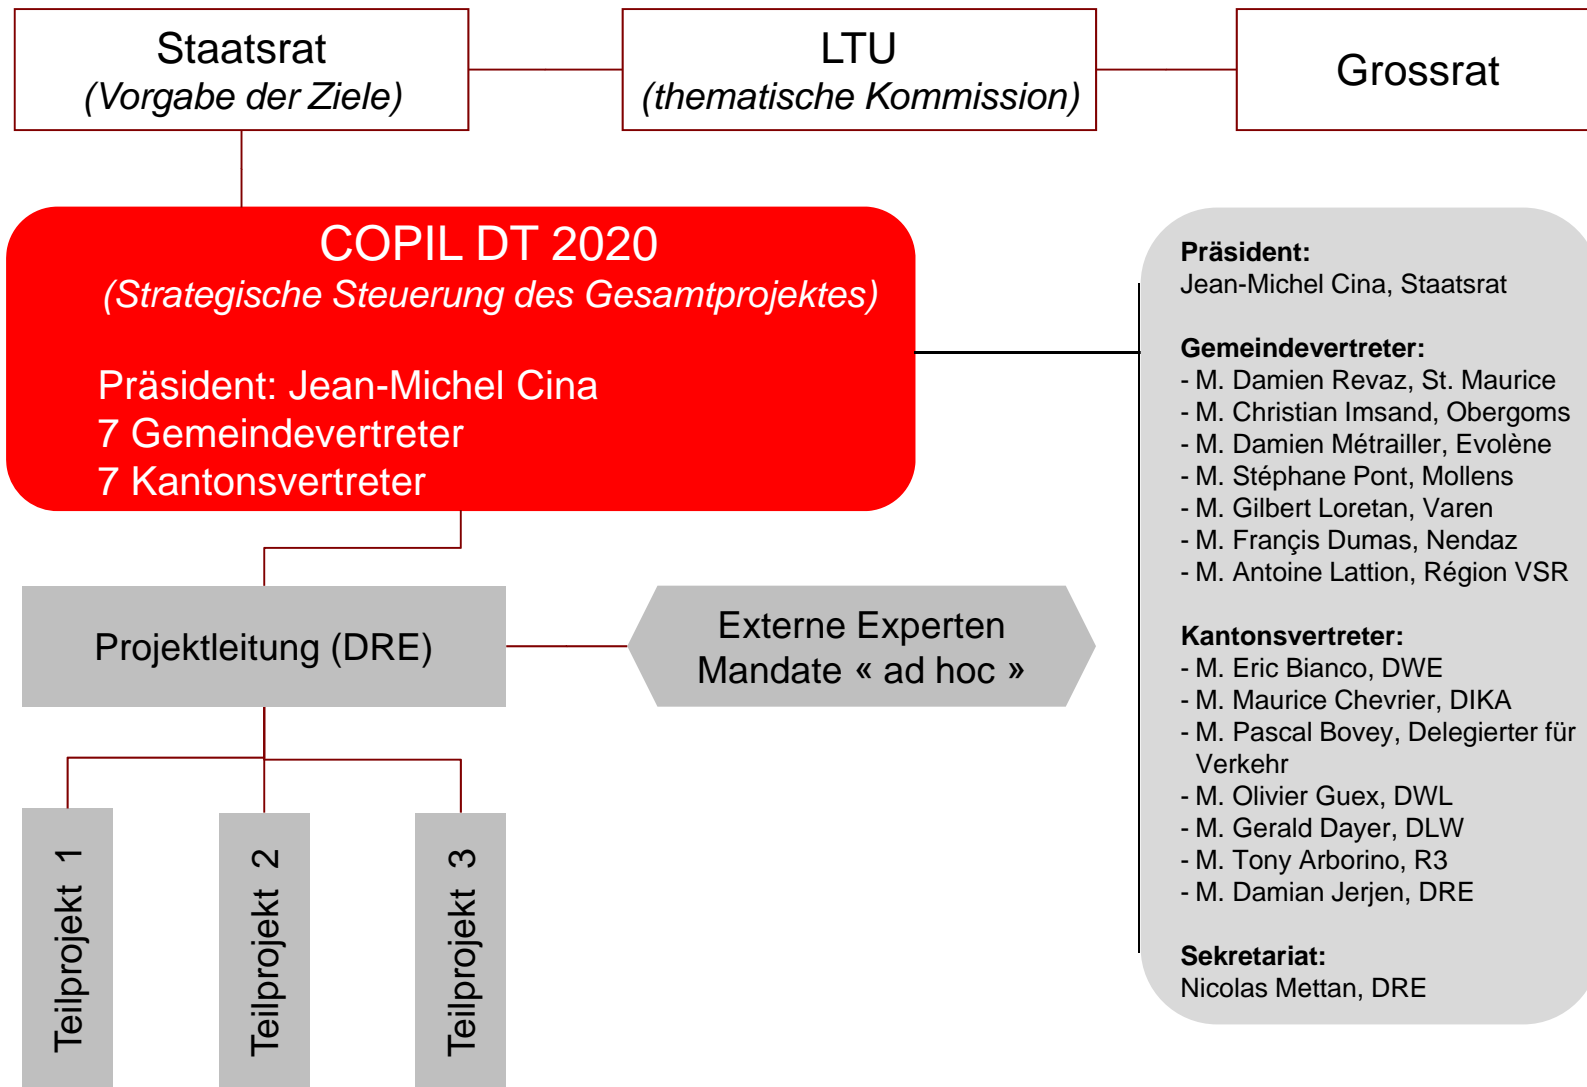 Staatsrat
(Vorgabe der Ziele)
LTU
(thematische Kommission)
Grossrat
COPIL DT 2020
(Strategische Steuerung des Gesamtprojektes)
Präsident: Jean-Michel Cina
7 Gemeindevertreter
7 Kantonsvertreter
Projektleitung (DRE)
Externe Experten
Mandate « ad hoc »
Teilprojekt 1
Teilprojekt 2
Teilprojekt 3
Präsident:
Jean-Michel Cina, Staatsrat
Gemeindevertreter:
- M. Damien Revaz, St. Maurice
- M. Christian Imsand, Obergoms
- M. Damien Métrailler, Evolène
- M. Stéphane Pont, Mollens
- M. Gilbert Loretan, Varen
- M. Françis Dumas, Nendaz
- M. Antoine Lattion, Région VSR
Kantonsvertreter:
- M. Eric Bianco, DWE
- M. Maurice Chevrier, DIKA
- M. Pascal Bovey, Delegierter für
Verkehr
- M. Olivier Guex, DWL
- M. Gerald Dayer, DLW
- M. Tony Arborino, R3
- M. Damian Jerjen, DRE
Sekretariat:
Nicolas Mettan, DRE